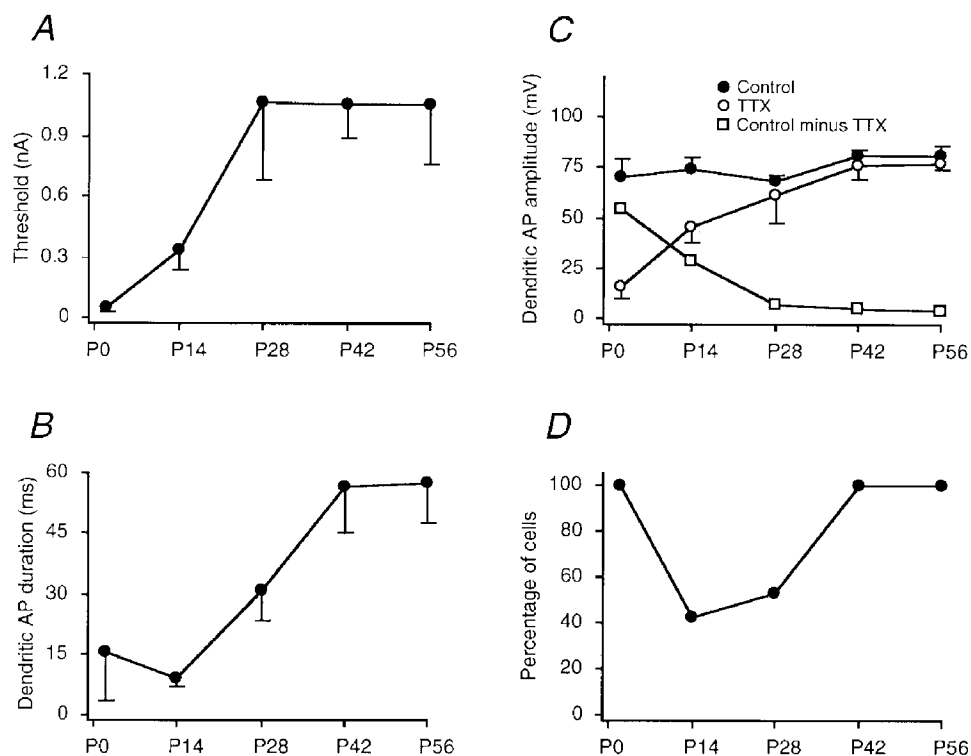 A
Threshold (nA)
1.2
0.9
0.6
0.3
0
P0 P14 P28 P42 P56
B
Dendritic AP duration (ms)
60
45
30
15
0
P0 P14 P28 P42 P56
C
Dendritic AP amplitude (mV)
Control
TTX
Control minus TTX
100
75
50
25
0
P0 P14 P28 P42 P56
D
Percentage of cells
100
80
60
40
20
0
P0 P14 P28 P42 P56